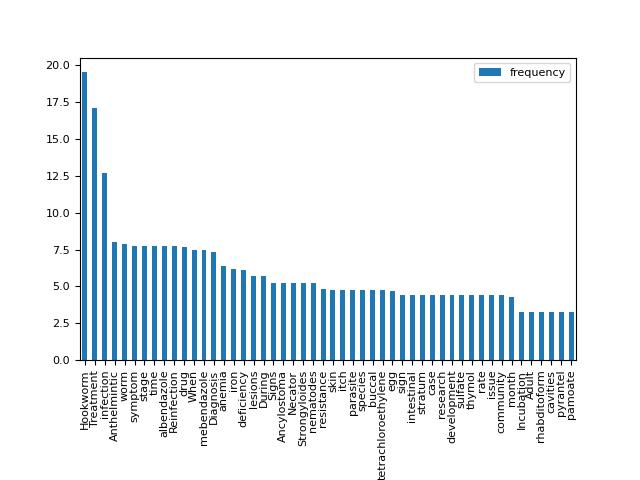 20.0
17.5
15.0
12.5
10.0
7.5
5.0
2.5
0.0
frequency
Hookworm
Treatment
infection
Anthelmintic
worm
symptom
stage
time
albendazole
Reinfection
drug
When
mebendazole
Diagnosis
anemia
iron
deficiency
lesions
During
Signs
Ancylostoma
Necator
Strongyloides
nematodes
resistance
skin
itch
parasite
species
buccal
tetrachloroethylene
egg
sign
intestinal
stratum
case
research
development
sulfate
thymol
rate
issue
community
month
Incubation
Adult
rhabditoform
cavities
pyrantel
pamoate